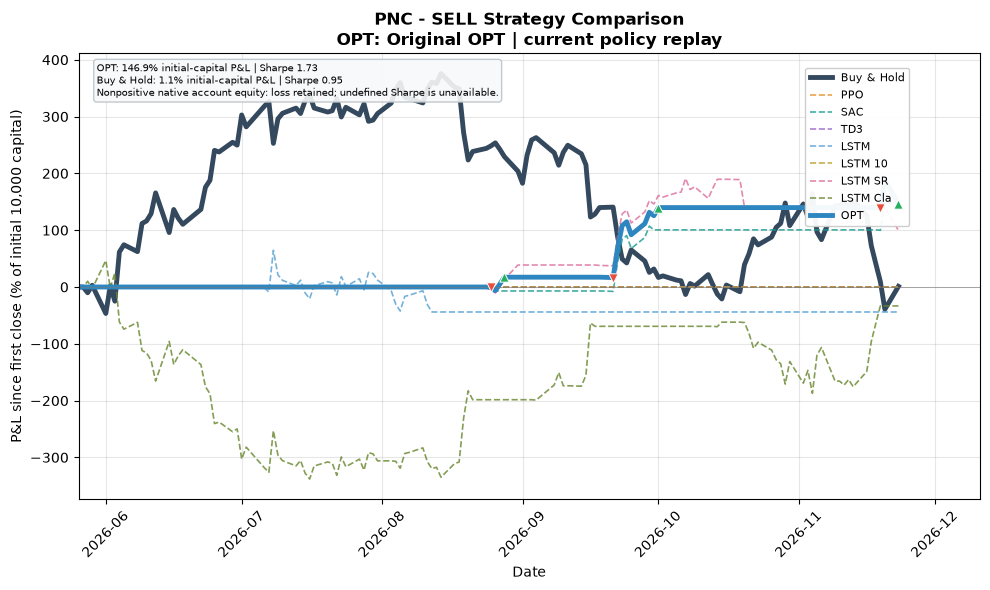 PNC - SELL Strategy Comparison
OPT: Original OPT | current policy replay
OPT: 146.9% initial-capital P&L | Sharpe 1.73
Buy & Hold: 1.1% initial-capital P&L | Sharpe 0.95
Nonpositive native account equity: loss retained; undefined Sharpe is unavailable.
Buy & Hold
PPO
SAC
TD3
LSTM
LSTM 10
LSTM SR
LSTM Cla
OPT
P&L since first close (% of initial 10,000 capital)
400
300
200
100
0
−100
−200
−300
2026-06
2026-07
2026-08
2026-09
2026-10
2026-11
2026-12
Date